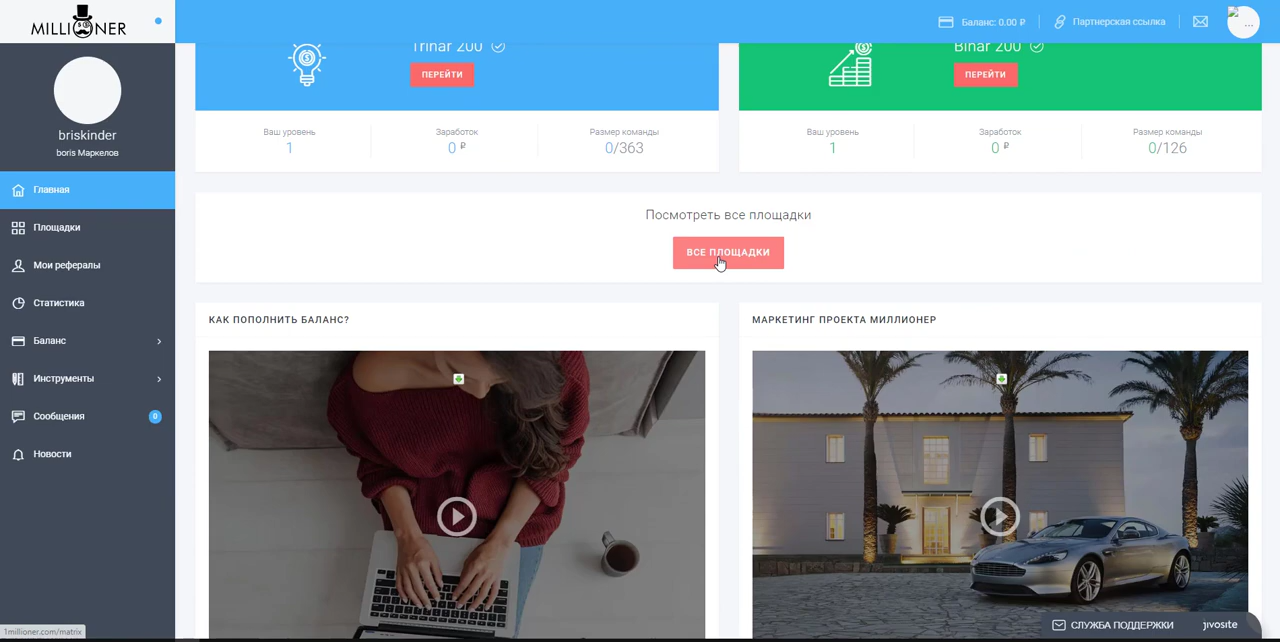 MILLIONER
Баланс: 0.00 ₽
Партнерская ссылка
...
briskinder
boris Маркелов
Главная
Площадки
Мои рефералы
Статистика
Баланс
Инструменты
Сообщения
0
Новости
Trinar 200
ПЕРЕЙТИ
Ваш уровень
1
Заработок
0 ₽
Размер команды
0/363
Binar 200
ПЕРЕЙТИ
Ваш уровень
1
Заработок
0 ₽
Размер команды
0/126
Посмотреть все площадки
ВСЕ ПЛОЩАДКИ
КАК ПОПОЛНИТЬ БАЛАНС?
МАРКЕТИНГ ПРОЕКТА МИЛЛИОНЕР
СЛУЖБА ПОДДЕРЖКИ
jivosite
1millioner.com/matrix